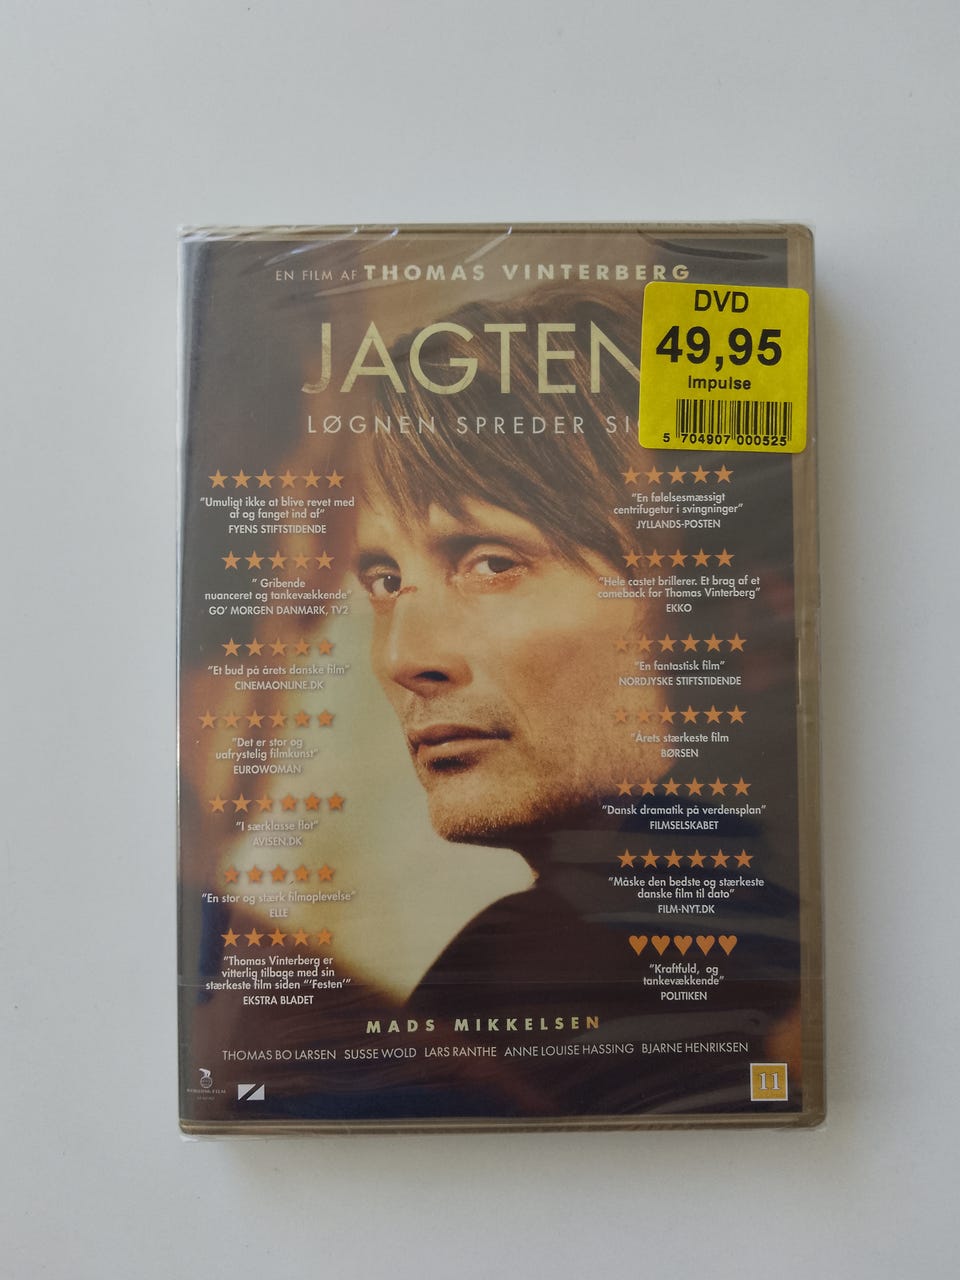 EN FILM AF THOMAS VINTERBERG
JAGTEN
LØGNEN SPREDER
DVD
49,95
Impulse
5 704907 000525
"Umuligt ikke at blive revet med
af og fanget ind af"
FYENS STIFTSTIDENDE
" Gribende
nuanceret og tankevækkende"
GO' MORGEN DANMARK, TV2
"Et bud på årets danske film"
CINEMAONLINE.DK
"Det er stor og
uafrystelig filmkunst"
EUROWOMAN
"I særklasse flot"
AVISEN.DK
"En stor og stærk filmoplevelse"
ELLE
"Thomas Vinterberg er
vitterlig tilbage med sin
stærkeste film siden "'Festen'"
EKSTRA BLADET
"En følelsesmæssigt
centrifugetur i svingninger"
JYLLANDS-POSTEN
"Hele castet brillerer. Et brag af et
comeback for Thomas Vinterberg"
EKKO
"En fantastisk film"
NORDJYSKE STIFTSTIDENDE
"Årets stærkeste film
BØRSEN
"Dansk dramatik på verdensplan"
FILMSELSKABET
"Måske den bedste og stærkeste
danske film til dato"
FILM-NYT.DK
"Kraftfuld, og
tankevækkende"
POLITIKEN
MADS MIKKELSEN
THOMAS BO LARSEN SUSSE WOLD LARS RANTHE ANNE LOUISE HASSING BJARNE HENRIKSEN
NORDISK FILM
11